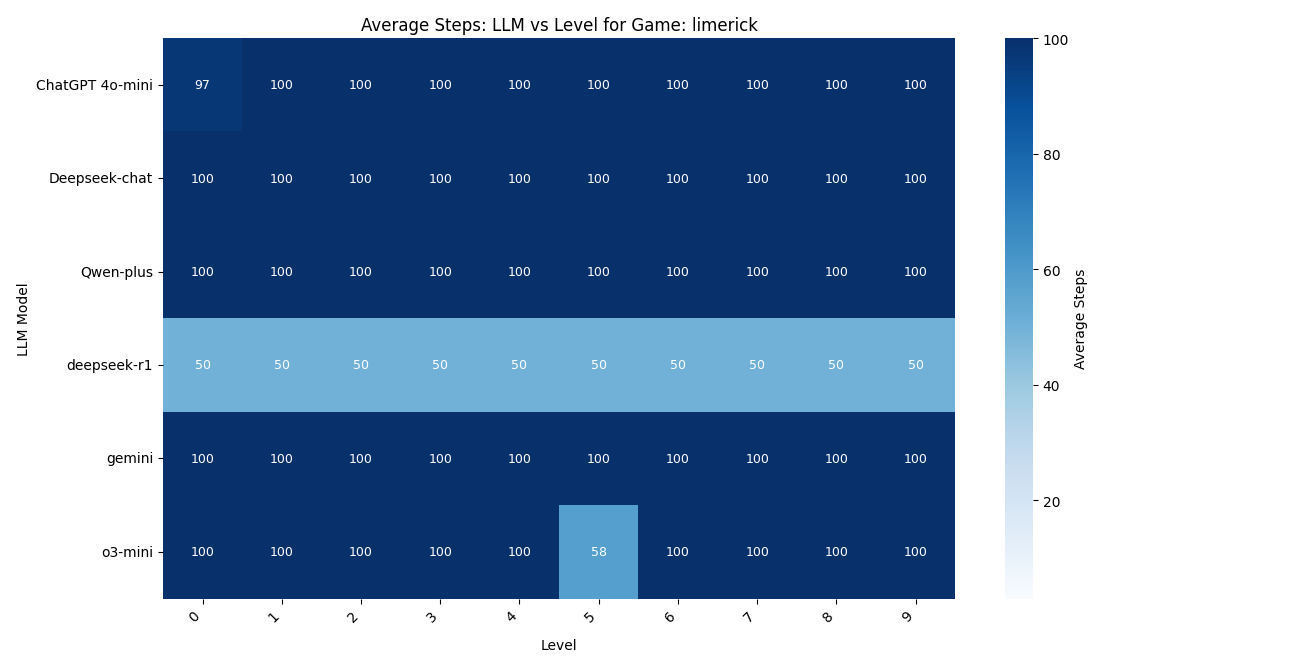 Average Steps: LLM vs Level for Game: limerick
LLM Model
ChatGPT 4o-mini 97 100 100 100 100 100 100 100 100 100
Deepseek-chat 100 100 100 100 100 100 100 100 100 100
Qwen-plus 100 100 100 100 100 100 100 100 100 100
deepseek-r1 50 50 50 50 50 50 50 50 50 50
gemini 100 100 100 100 100 100 100 100 100 100
o3-mini 100 100 100 100 100 58 100 100 100 100
0 1 2 3 4 5 6 7 8 9
Level
100
80
60
40
20
Average Steps